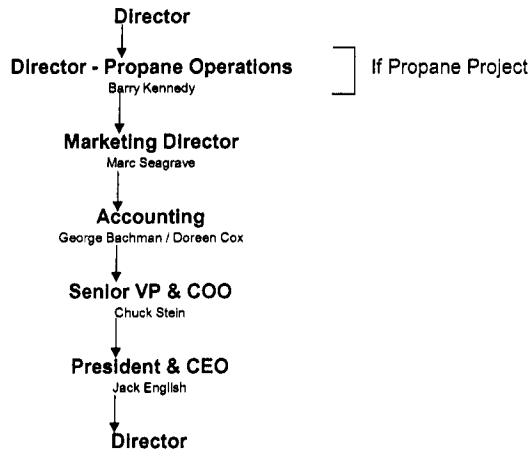 Director
Director - Propane Operations
If Propane Project
Barry Kennedy
Marketing Director
Marc Seagrave
Accounting
George Bachman / Doreen Cox
Senior VP & COO
Chuck Stein
President & CEO
Jack English
Director